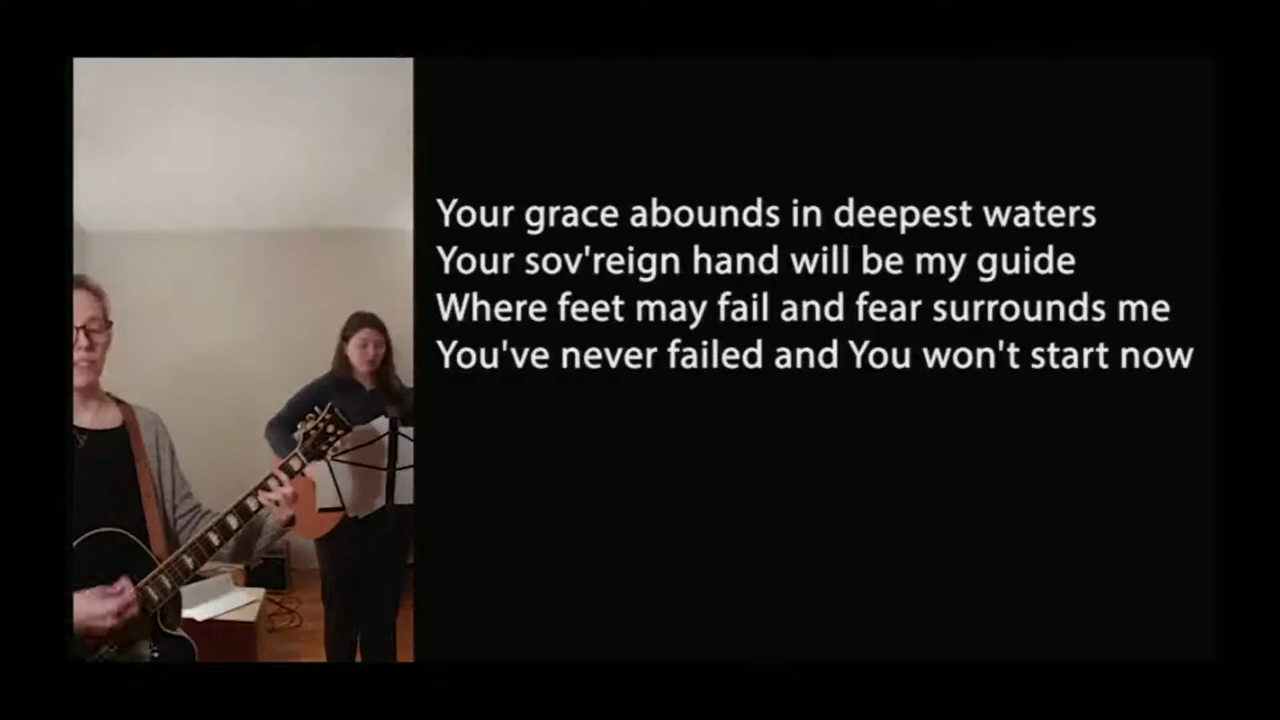 Your grace abounds in deepest waters
Your sov'reign hand will be my guide
Where feet may fail and fear surrounds me
You've never failed and You won't start now